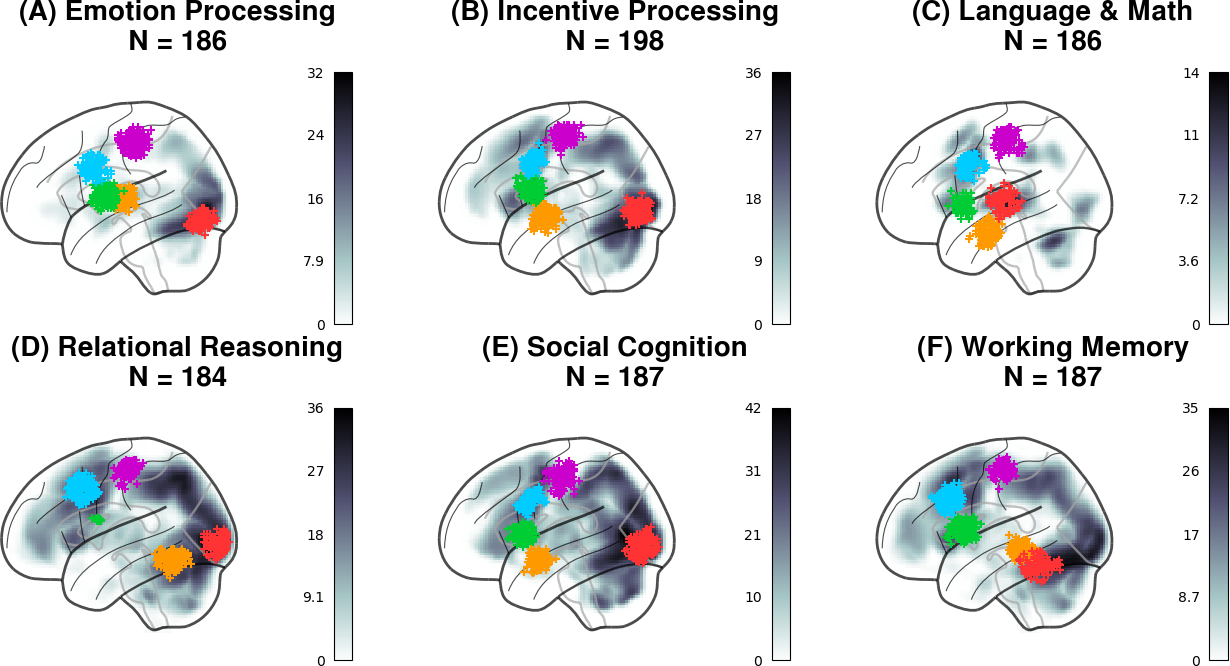 (A) Emotion Processing
N = 186
32
24
16
7.9
0
(B) Incentive Processing
N = 198
36
27
18
9
0
(C) Language & Math
N = 186
14
11
7.2
3.6
0
(D) Relational Reasoning
N = 184
36
27
18
9.1
0
(E) Social Cognition
N = 187
42
31
21
10
0
(F) Working Memory
N = 187
35
26
17
8.7
0